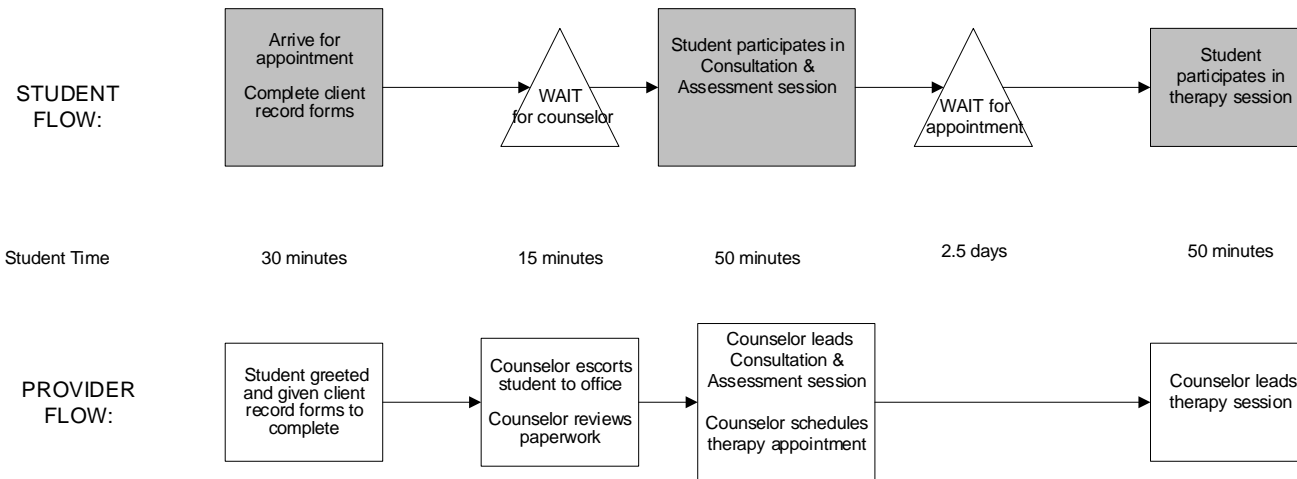 STUDENT
FLOW:
Arrive for
appointment
Complete client
record forms
WAIT
for counselor
Student participates in
Consultation &
Assessment session
WAIT for
appointment
Student
participates in
therapy session
Student Time
30 minutes
15 minutes
50 minutes
2.5 days
50 minutes
PROVIDER
FLOW:
Student greeted
and given client
record forms to
complete
Counselor escorts
student to office
Counselor reviews
paperwork
Counselor leads
Consultation &
Assessment session
Counselor schedules
therapy appointment
Counselor leads
therapy session